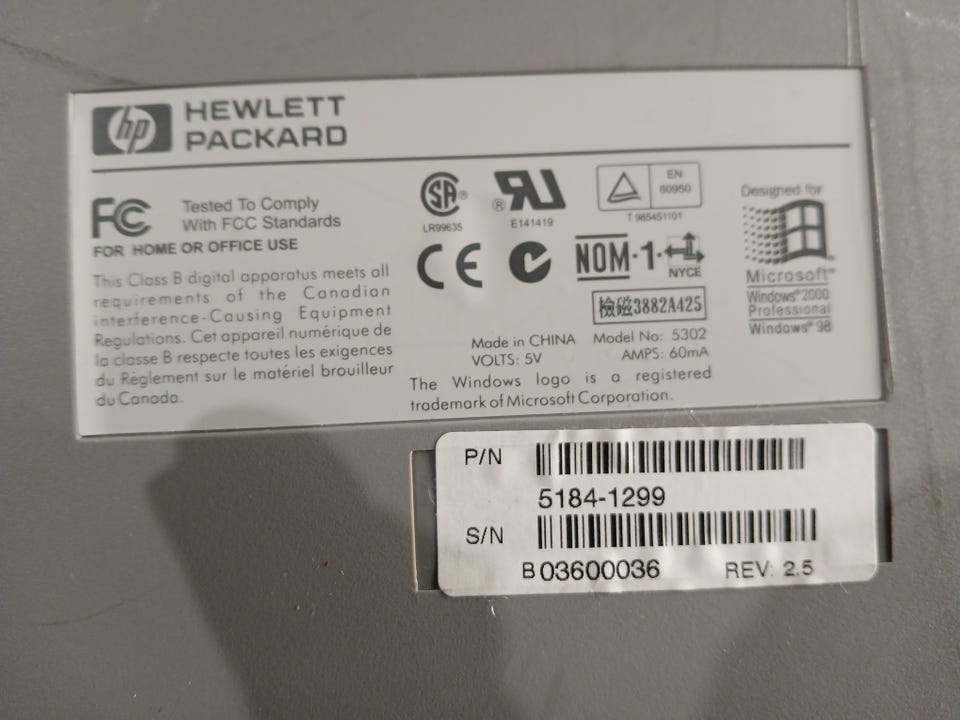 hp HEWLETT
PACKARD
FC Tested To Comply
With FCC Standards
FOR HOME OR OFFICE USE
This Class B digital apparatus meets all
requirements of the Canadian
interference-Causing Equipment
Regulations. Cet appareil numérique de
la classe B respecte toutes les exigences
du Règlement sur le matériel brouilleur
du Canada.
SA®
LR99635
® RU
E141419
EN
60950
T 985451101
CE
NOM·1·
NYCE
檢磁3882A425
Made in CHINA Model No: 5302
VOLTS: 5V AMPS: 60mA
The Windows logo is a registered
trademark of Microsoft Corporation.
Designed for
Microsoft®
Windows®2000
Professional
Windows®98
P/N
5184-1299
S/N
B 03600036 REV: 2.5